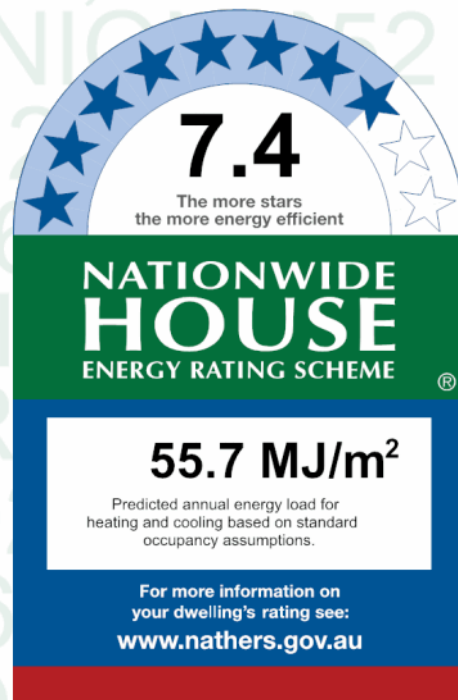 7.4
The more stars
the more energy efficient
NATIONWIDE
HOUSE
ENERGY RATING SCHEME
®
55.7 MJ/m²
Predicted annual energy load for
heating and cooling based on standard
occupancy assumptions.
For more information on
your dwelling's rating see:
www.nathers.gov.au